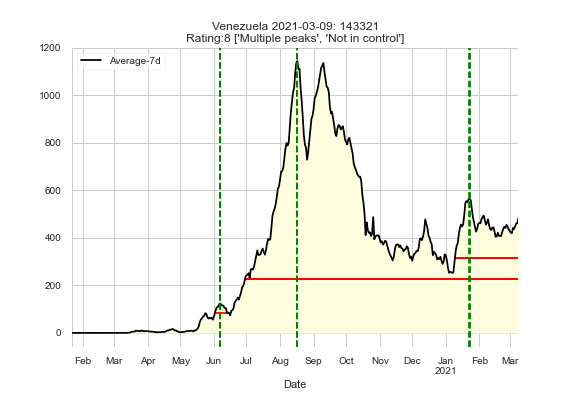 Venezuela 2021-03-09: 143321
Rating:8 ['Multiple peaks', 'Not in control']
1200
Average-7d
1000
800
600
400
200
0
Feb Mar Apr May Jun Jul Aug Sep Oct Nov Dec Jan Feb Mar
2021
Date